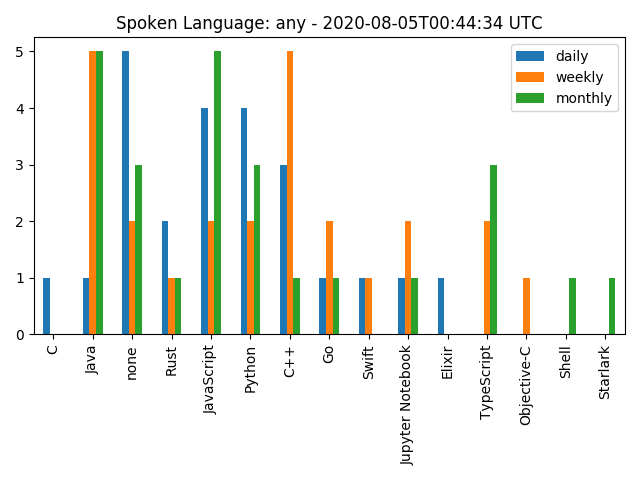 Spoken Language: any - 2020-08-05T00:44:34 UTC
daily
weekly
monthly
5
4
3
2
1
0
C
Java
none
Rust
JavaScript
Python
C++
Go
Swift
Jupyter Notebook
Elixir
TypeScript
Objective-C
Shell
Starlark